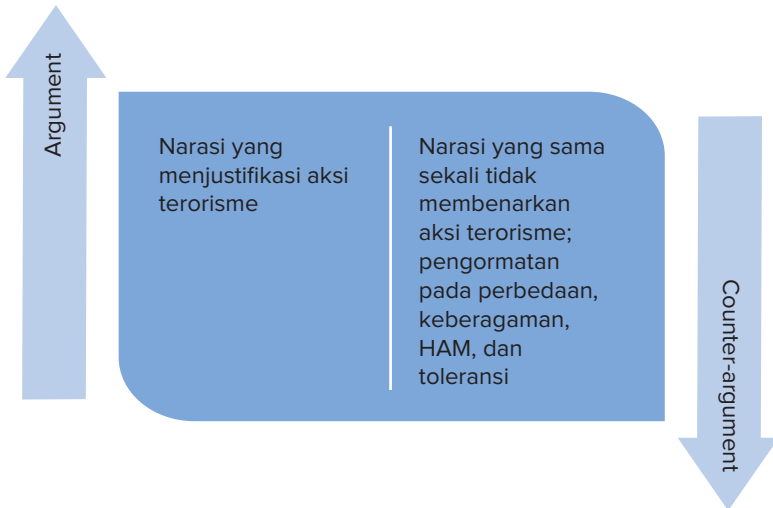 Argument
Narasi yang
menjustifikasi aksi
terorisme
Narasi yang sama
sekali tidak
membenarkan
aksi terorisme;
pengormatan
pada perbedaan,
keberagaman,
HAM, dan
toleransi
Counter-argument